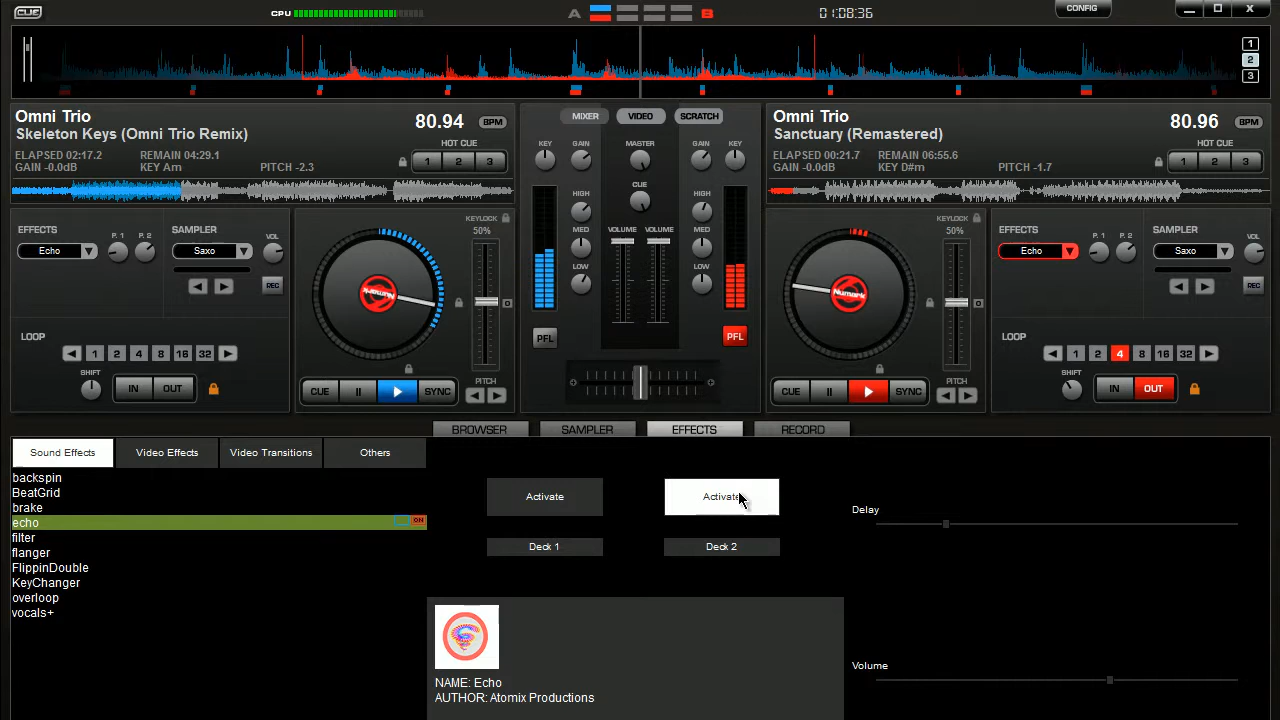 CUE
CPU
A
B
01:08:36
CONFIG
X
1
2
3
Omni Trio
Skeleton Keys (Omni Trio Remix)
80.94 BPM
HOT CUE
ELAPSED 02:17.2 REMAIN 04:29.1
GAIN -0.0dB KEY Am PITCH -2.3
1 2 3
MIXER VIDEO SCRATCH
KEY GAIN MASTER GAIN KEY
HIGH CUE HIGH
MED VOLUME VOLUME MED
LOW LOW
PFL PFL
Omni Trio
Sanctuary (Remastered)
80.96 BPM
HOT CUE
ELAPSED 00:21.7 REMAIN 06:55.6
GAIN -0.0dB KEY D#m PITCH -1.7
1 2 3
EFFECTS P. 1 P. 2 SAMPLER VOL
Echo Saxo
REC
LOOP
1 2 4 8 16 32
SHIFT IN OUT
KEYLOCK
50%
Numark
CUE II SYNC PITCH
KEYLOCK
50%
Numark
CUE II SYNC PITCH
EFFECTS P. 1 P. 2 SAMPLER VOL
Echo Saxo
REC
LOOP
1 2 4 8 16 32
SHIFT IN OUT
BROWSER SAMPLER EFFECTS RECORD
Sound Effects Video Effects Video Transitions Others
backspin
BeatGrid
brake
echo ON
filter
flanger
FlippinDouble
KeyChanger
overloop
vocals+
Activate Activate
Deck 1 Deck 2
Delay
Volume
NAME: Echo
AUTHOR: Atomix Productions